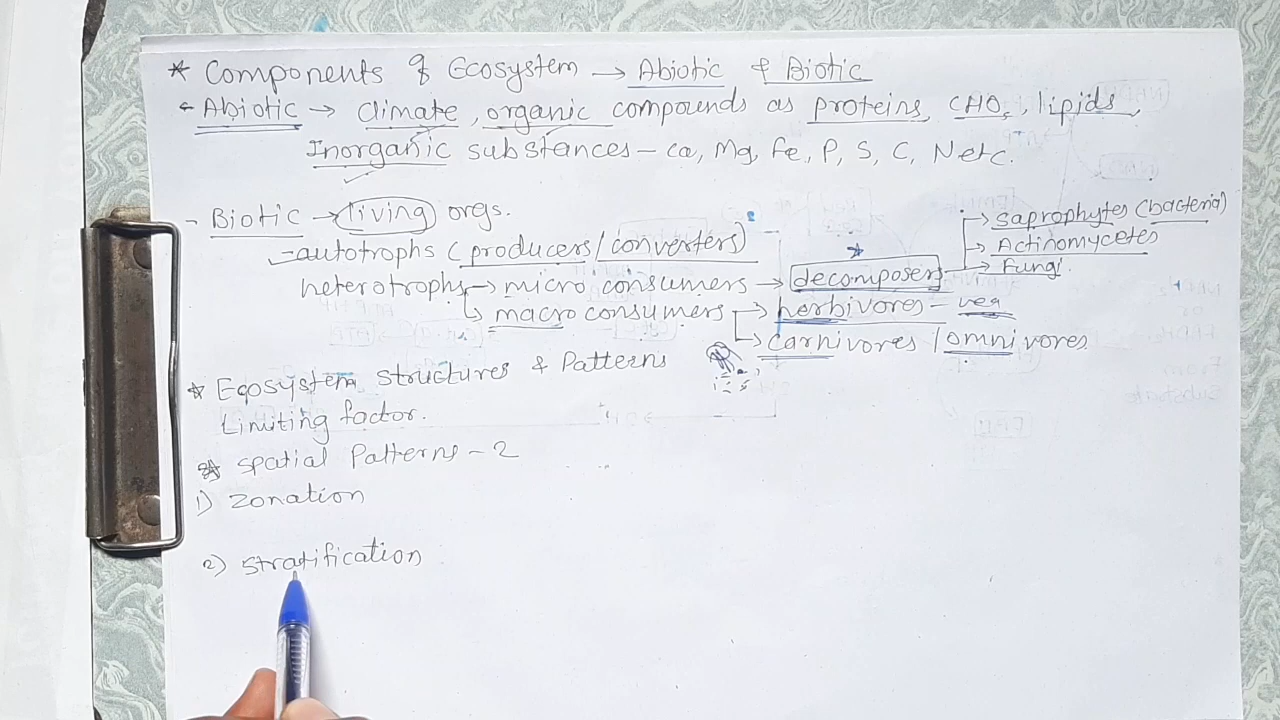 * Components of Ecosystem → Abiotic & Biotic
- Abiotic → Climate, organic compounds as proteins, CHO, lipids,
Inorganic substances - Ca, Mg, Fe, P, S, C, N etc.
- Biotic → living orgs.
- autotrophs (producers/converters)
heterotrophs → micro consumers → decomposers
→ saprophytes (bacteria)
→ Actinomycetes
→ Fungi.
→ macro consumers → herbivores - veg
→ carnivores / omnivores
* Ecosystem structures & Patterns
Limiting factor.
* Spatial Patterns - 2
1) Zonation
2) Stratification